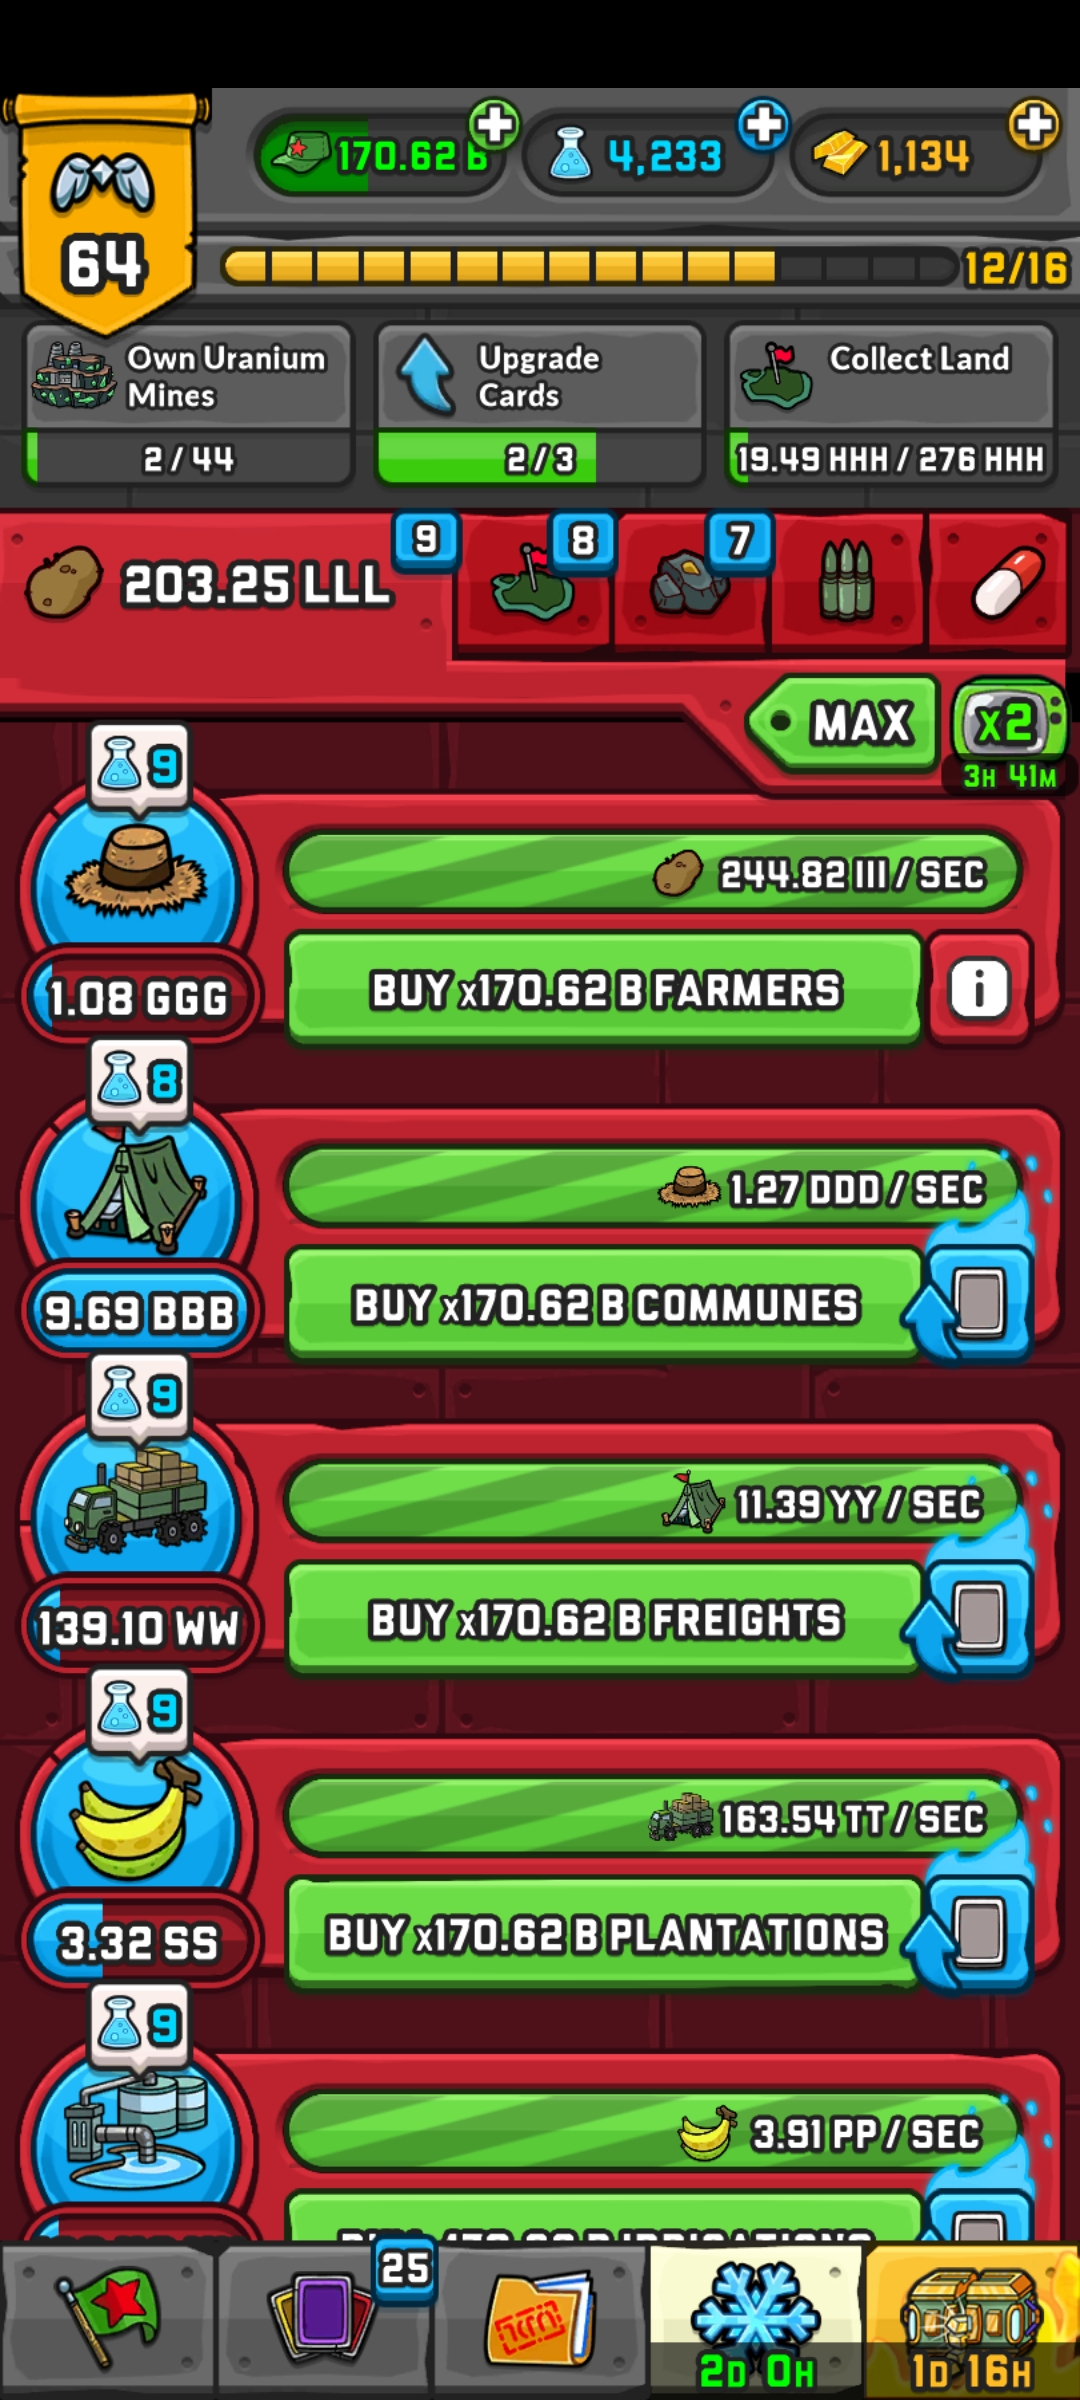 170.62 B
4,233
1,134
64
12/16
Own Uranium
Mines
2 / 44
Upgrade
Cards
2 / 3
Collect Land
19.49 HHH / 276 HHH
203.25 LLL
9
8
7
MAX
x2
3H 41M
9
244.82 III / SEC
1.08 GGG
BUY x170.62 B FARMERS
i
8
1.27 DDD / SEC
9.69 BBB
BUY x170.62 B COMMUNES
9
11.39 YY / SEC
139.10 WW
BUY x170.62 B FREIGHTS
9
163.54 TT / SEC
3.32 SS
BUY x170.62 B PLANTATIONS
9
3.91 PP / SEC
25
2D 0H
1D 16H